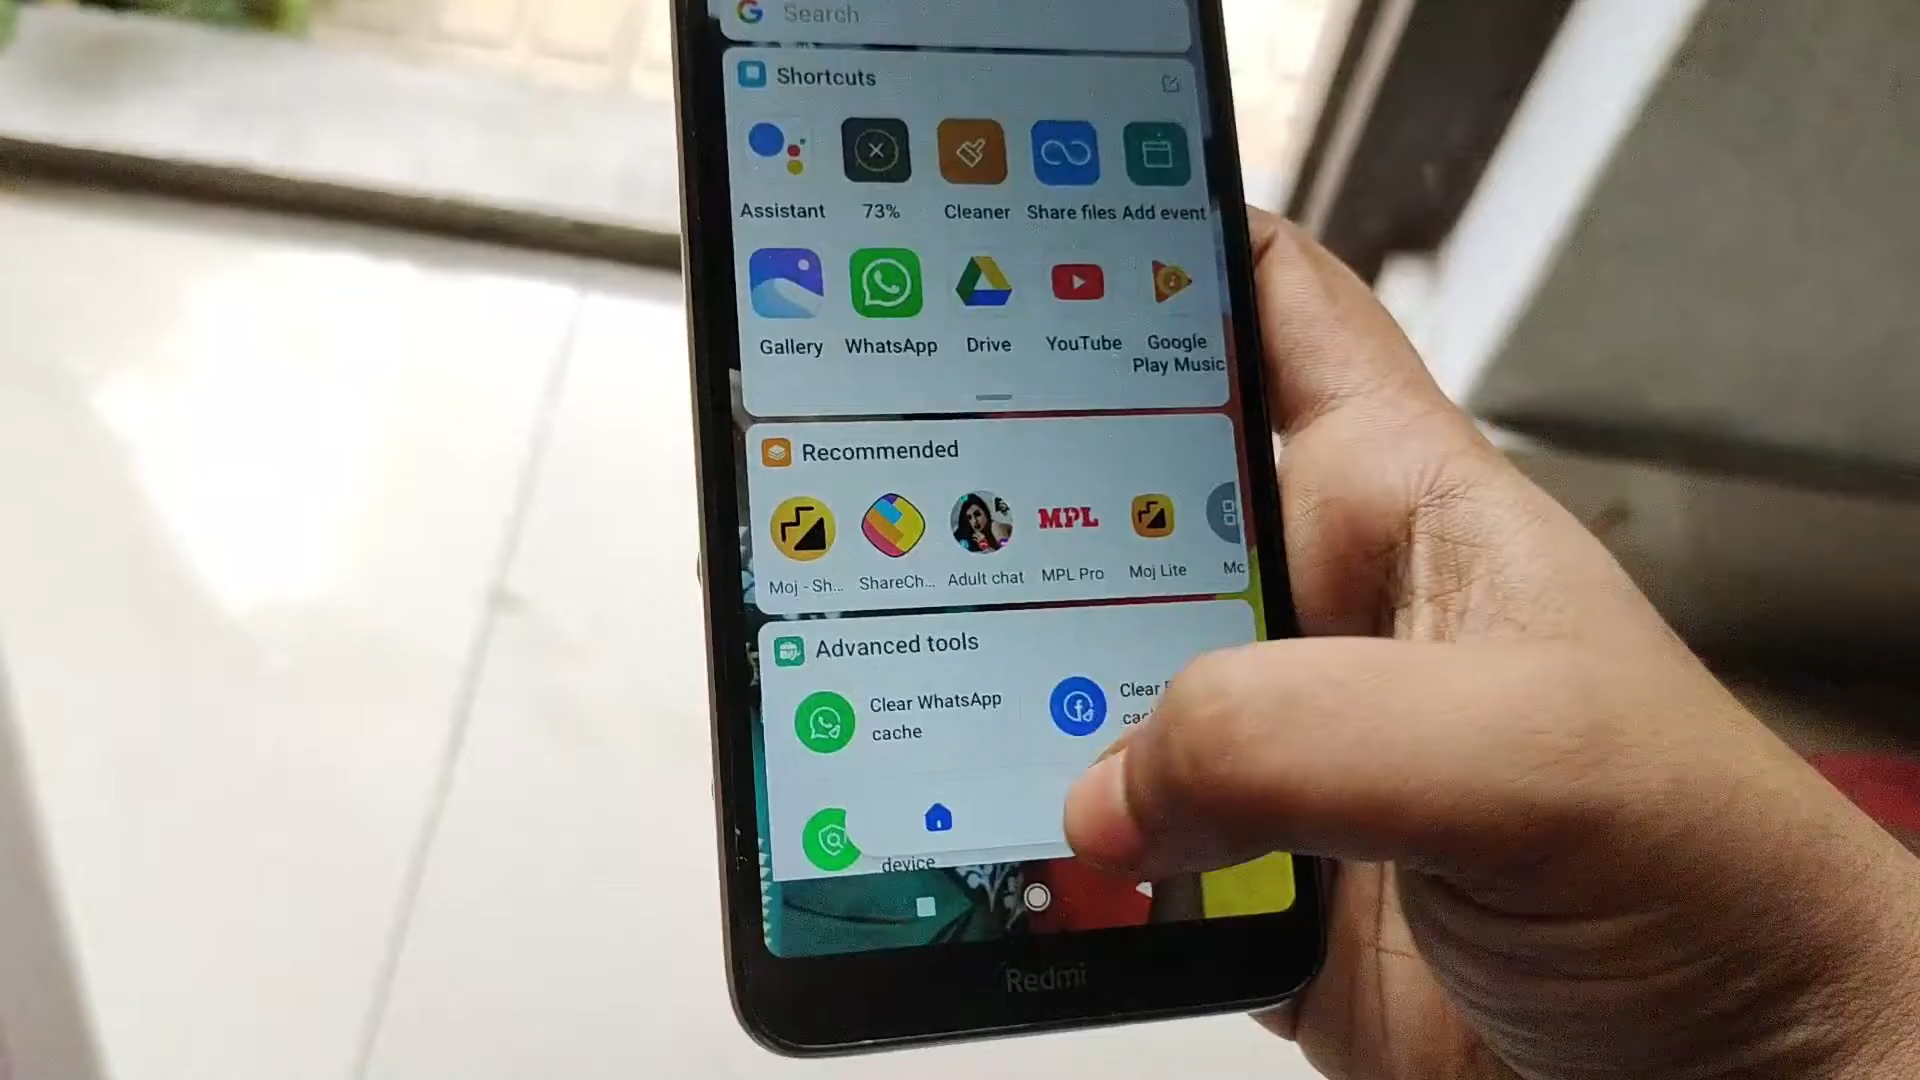 Search
Shortcuts
Assistant
73%
Cleaner
Share files
Add event
Gallery
WhatsApp
Drive
YouTube
Google
Play Music
Recommended
Moj - Sh...
ShareCh...
Adult chat
MPL
MPL Pro
Moj Lite
Advanced tools
Clear WhatsApp
cache
Clear
device
Redmi